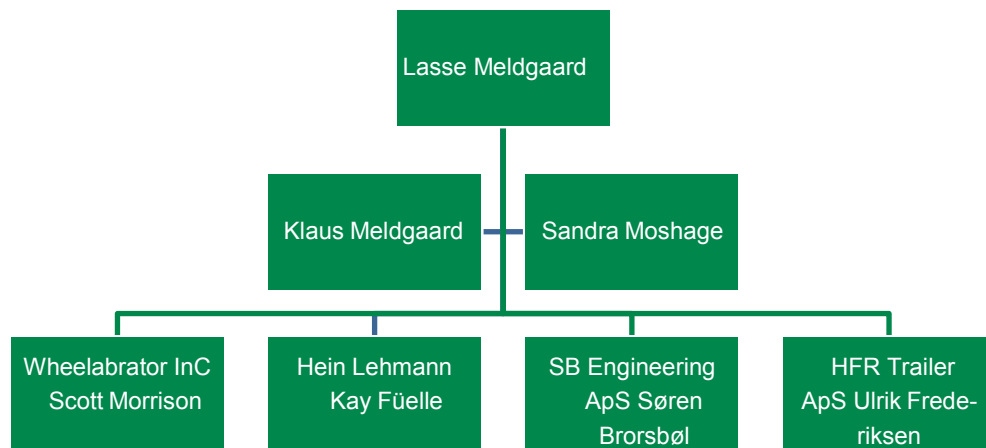 Lasse Meldgaard
Klaus Meldgaard
Sandra Moshage
Wheelabrator InC
Scott Morrison
Hein Lehmann
Kay Füelle
SB Engineering
ApS Søren
Brorsbøl
HFR Trailer
ApS Ulrik Frede-
riksen